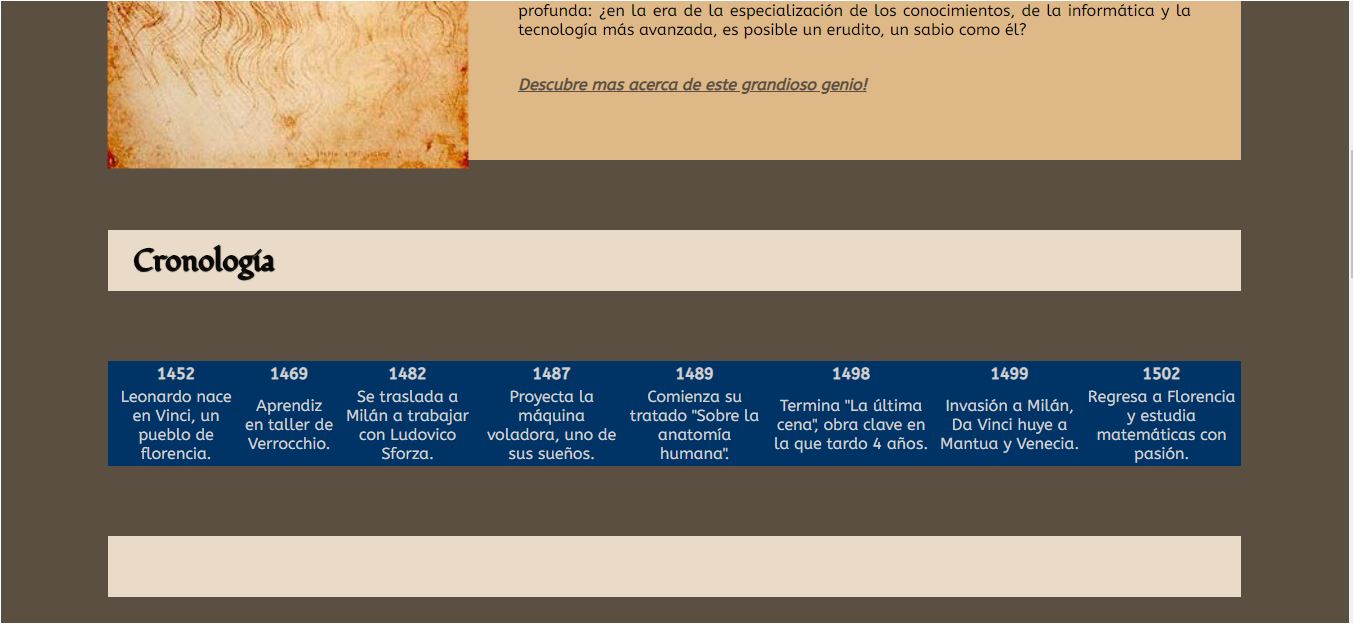 profunda: ¿en la era de la especialización de los conocimientos, de la informática y la
tecnología más avanzada, es posible un erudito, un sabio como él?
Descubre mas acerca de este grandioso genio!
Cronología
1452
Leonardo nace
en Vinci, un
pueblo de
florencia.
1469
Aprendiz
en taller de
Verrocchio.
1482
Se traslada a
Milán a trabajar
con Ludovico
Sforza.
1487
Proyecta la
máquina
voladora, uno de
sus sueños.
1489
Comienza su
tratado "Sobre la
anatomía
humana".
1498
Termina "La última
cena", obra clave en
la que tardo 4 años.
1499
Invasión a Milán,
Da Vinci huye a
Mantua y Venecia.
1502
Regresa a Florencia
y estudia
matemáticas con
pasión.